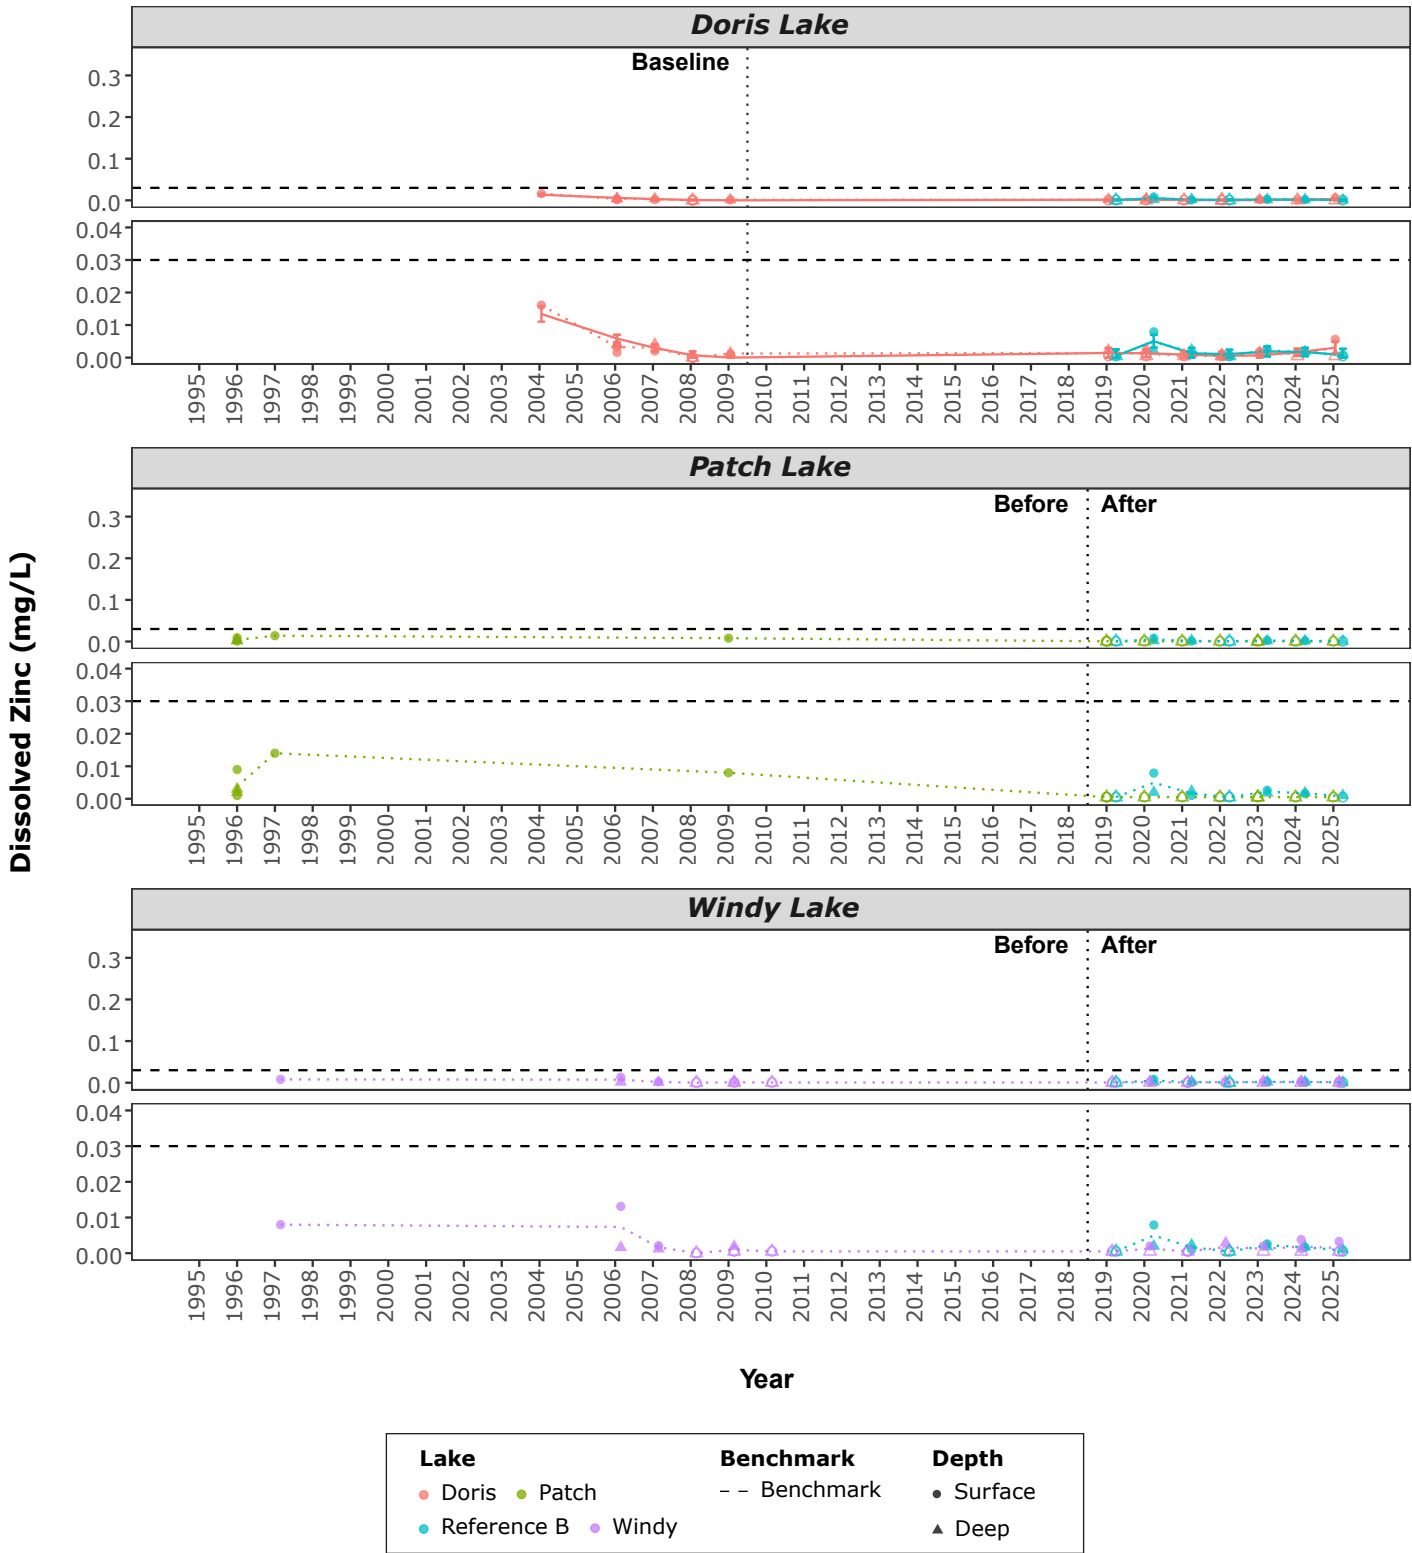 Dissolved Zinc (mg/L)
Doris Lake
Baseline
0.3
0.2
0.1
0.0
0.04
0.03
0.02
0.01
0.00
1995 1996 1997 1998 1999 2000 2001 2002 2003 2004 2005 2006 2007 2008 2009 2010 2011 2012 2013 2014 2015 2016 2017 2018 2019 2020 2021 2022 2023 2024 2025
Patch Lake
Before After
0.3
0.2
0.1
0.0
0.04
0.03
0.02
0.01
0.00
1995 1996 1997 1998 1999 2000 2001 2002 2003 2004 2005 2006 2007 2008 2009 2010 2011 2012 2013 2014 2015 2016 2017 2018 2019 2020 2021 2022 2023 2024 2025
Windy Lake
Before After
0.3
0.2
0.1
0.0
0.04
0.03
0.02
0.01
0.00
1995 1996 1997 1998 1999 2000 2001 2002 2003 2004 2005 2006 2007 2008 2009 2010 2011 2012 2013 2014 2015 2016 2017 2018 2019 2020 2021 2022 2023 2024 2025
Year
Lake Benchmark Depth
Doris Patch Benchmark Surface
Reference B Windy Deep